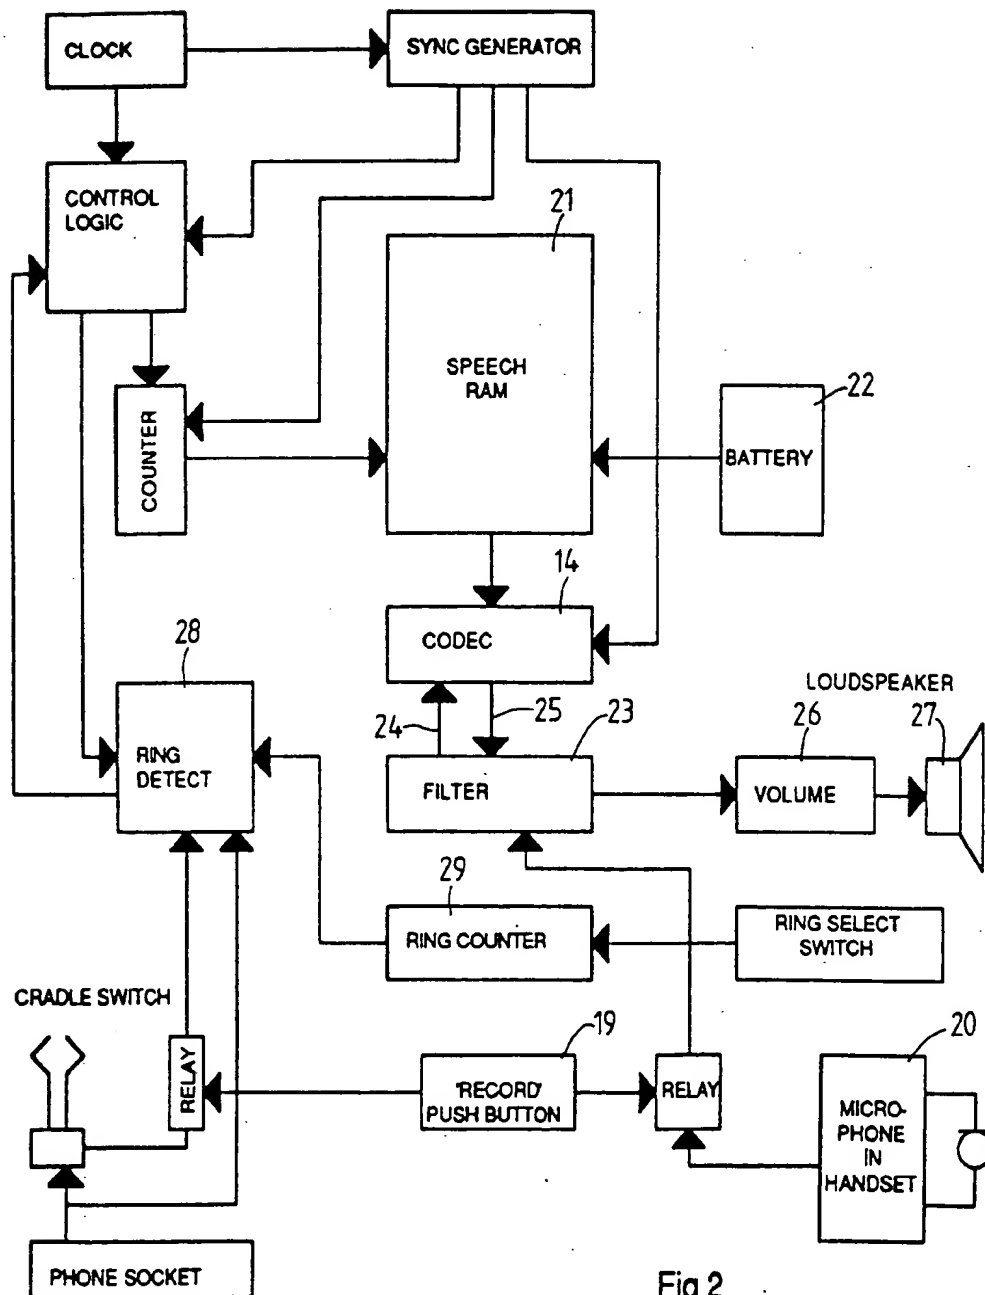 CLOCK
SYNC GENERATOR
CONTROL
LOGIC
21
SPEECH
RAM
COUNTER
22
BATTERY
14
CODEC
28
RING
DETECT
24
25
23
FILTER
LOUDSPEAKER
26
27
VOLUME
29
RING COUNTER
RING SELECT
SWITCH
CRADLE SWITCH
RELAY
19
'RECORD'
PUSH BUTTON
RELAY
20
MICRO-
PHONE
IN
HANDSET
PHONE SOCKET
Fig 2